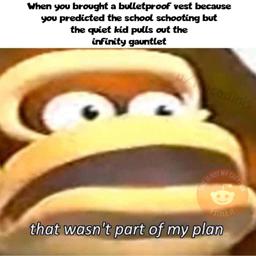 When you brought a bulletproof vest because
you predicted the school schooting but
the quiet kid pulls out the
infinity gauntlet
that wasn't part of my plan